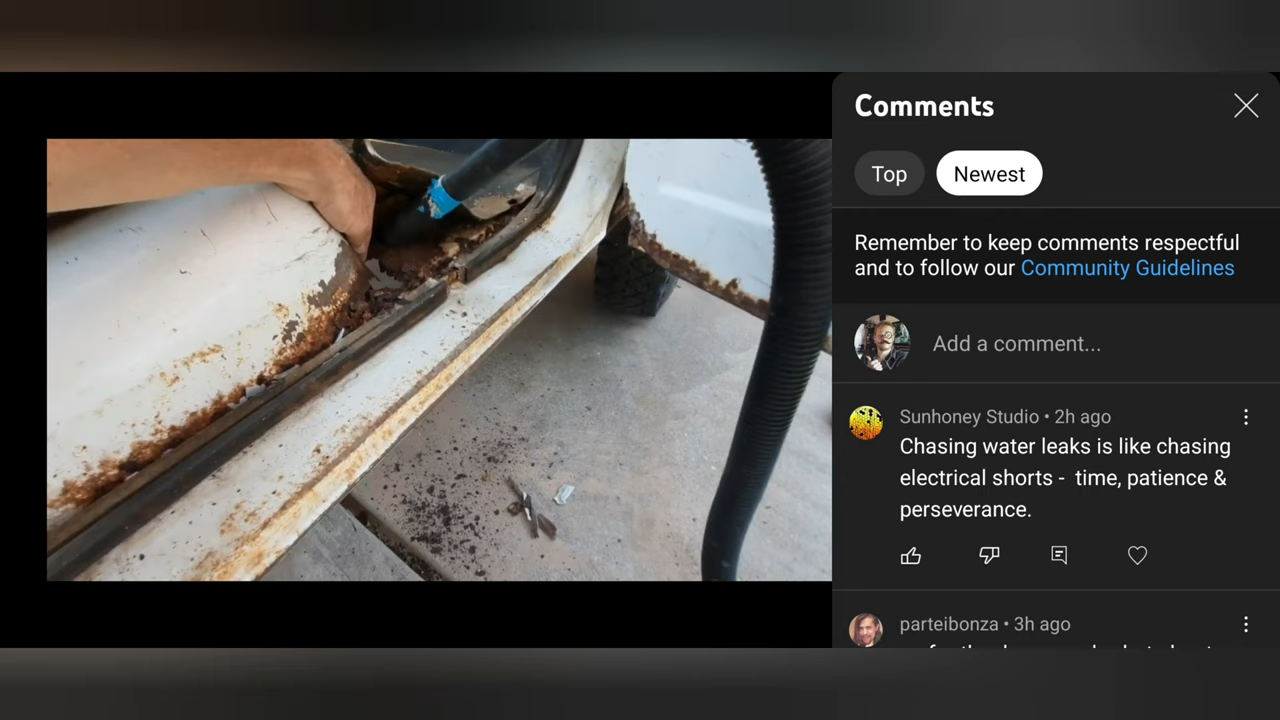 Comments
Top
Newest
Remember to keep comments respectful
and to follow our Community Guidelines
Add a comment...
Sunhoney Studio • 2h ago
Chasing water leaks is like chasing
electrical shorts -  time, patience &
perseverance.
parteibonza • 3h ago